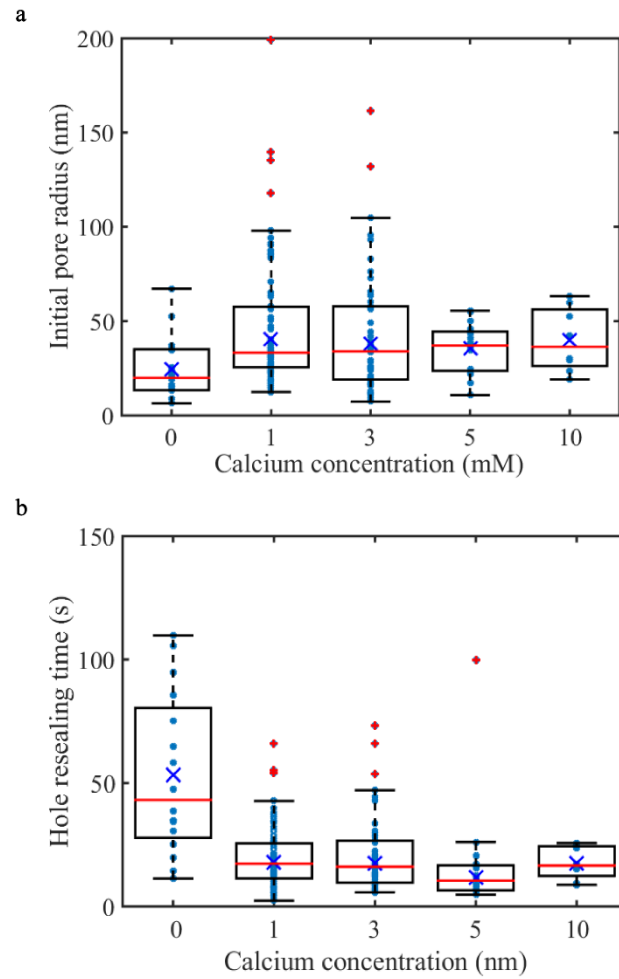 a
200
150
100
50
0
Initial pore radius (nm)
0 1 3 5 10
Calcium concentration (mM)
b
150
100
50
0
Hole resealing time (s)
0 1 3 5 10
Calcium concentration (nm)